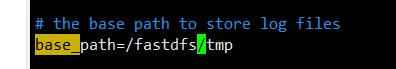 # the base path to store log files
base_path=/fastdfs/tmp